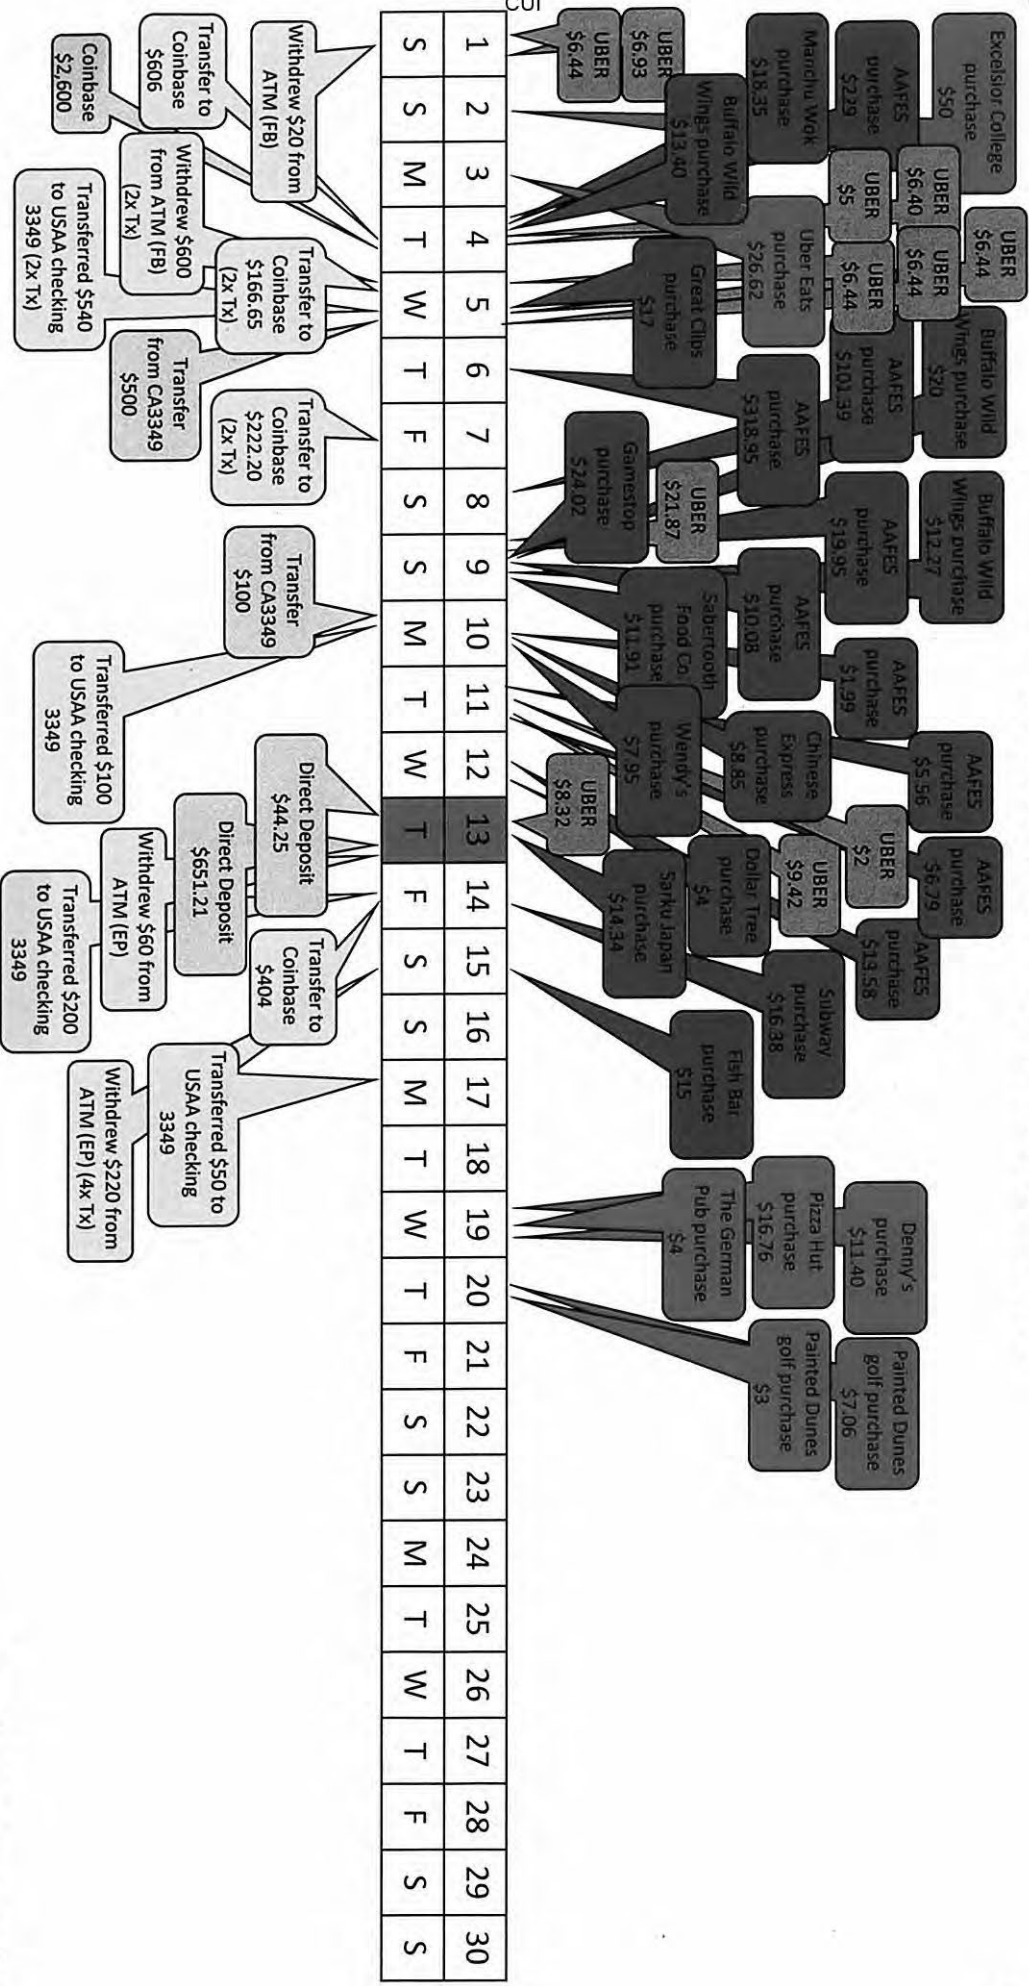 CUI
Excelsior College
purchase
$50
AAFES
purchase
$229
Manchu Wok
purchase
$18.35
UBER
$6.93
UBER
$6.44
Buffalo Wild
Wings purchase
$13.40
UBER
$6.44
UBER
$6.40
UBER
$6.44
UBER
$5
UBER
$6.44
Uber Eats
purchase
$26.62
Great Clips
purchase
$17
Buffalo Wild
Wings purchase
$20
AAFES
purchase
$101.39
AAFES
purchase
$318.95
Gamestop
purchase
$24.02
UBER
$21.87
Buffalo Wild
Wings purchase
$12.27
AAFES
purchase
$19.95
AAFES
purchase
$10.08
Sabertooth
Food Co.
purchase
$11.91
AAFES
purchase
$1.99
Wendy's
purchase
$7.95
AAFES
purchase
$5.56
Chinese
Express
purchase
$8.85
UBER
$8.32
UBER
$2
AAFES
purchase
$6.79
UBER
$9.42
Dollar Tree
purchase
$4
Sarku Japan
purchase
$14.34
AAFES
purchase
$13.58
Subway
purchase
$16.38
Fish Bar
purchase
$15
Denny's
purchase
$11.40
Pizza Hut
purchase
$16.76
The German
Pub purchase
$4
Painted Dunes
golf purchase
$7.06
Painted Dunes
golf purchase
$3
1 2 3 4 5 6 7 8 9 10 11 12 13 14 15 16 17 18 19 20 21 22 23 24 25 26 27 28 29 30
S S M T W T F S S M T W T F S S M T W T F S S M T W T F S S
Withdrew $20 from
ATM (FB)
Transfer to
Coinbase
$606
Coinbase
$2,600
Withdrew $600
from ATM (FB)
(2x Tx)
Transferred $540
to USAA checking
3349 (2x Tx)
Transfer to
Coinbase
$166.65
(2x Tx)
Transfer
from CA3349
$500
Transfer to
Coinbase
$222.20
(2x Tx)
Transfer
from CA3349
$100
Transferred $100
to USAA checking
3349
Direct Deposit
$44.25
Direct Deposit
$651.21
Withdrew $60 from
ATM (EP)
Transferred $200
to USAA checking
3349
Transfer to
Coinbase
$404
Transferred $50 to
USAA checking
3349
Withdrew $220 from
ATM (EP) (4x Tx)